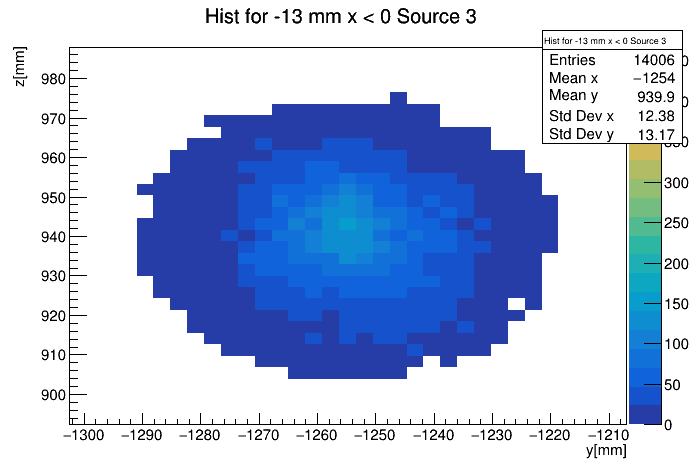 Hist for -13 mm x < 0 Source 3
Hist for -13 mm x < 0 Source 3
Entries 14006
Mean x −1254
Mean y 939.9
Std Dev x 12.38
Std Dev y 13.17
z[mm]
980
970
960
950
940
930
920
910
900
−1300 −1290 −1280 −1270 −1260 −1250 −1240 −1230 −1220 −1210
y[mm]
300
250
200
150
100
50
0